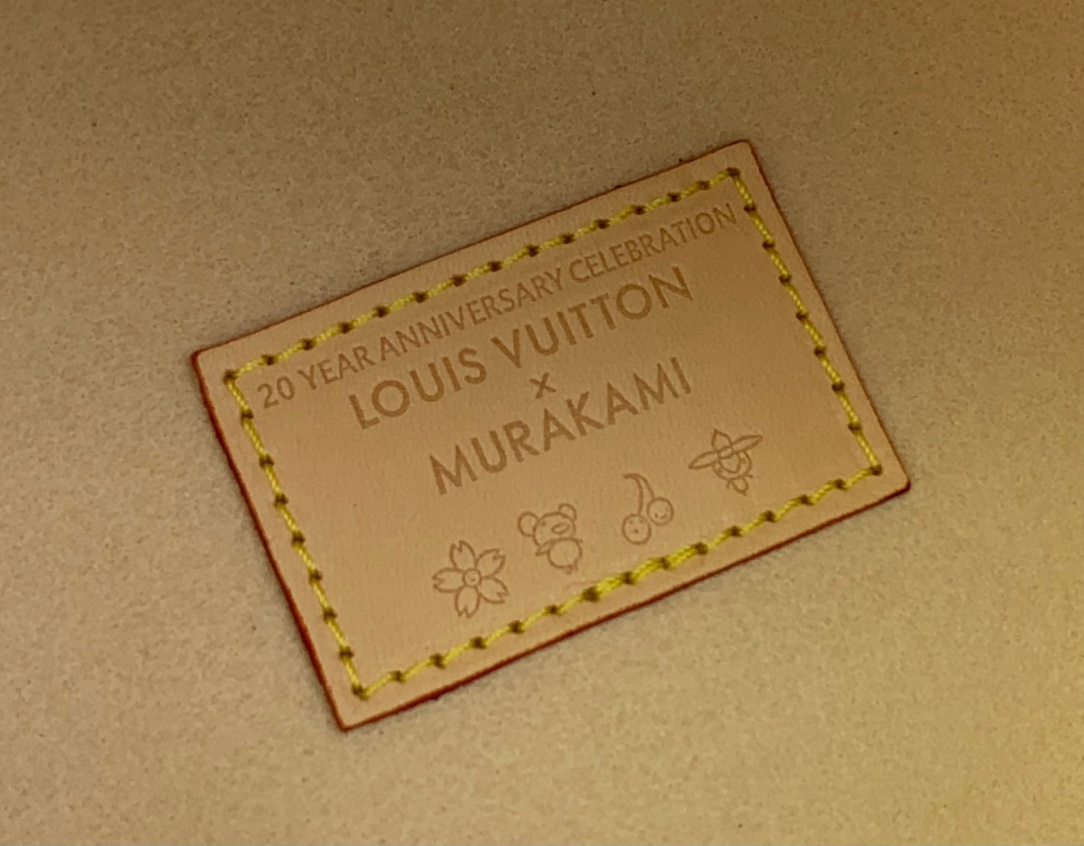 20 YEAR ANNIVERSARY CELEBRATION
LOUIS VUITTON
×
MURAKAMI